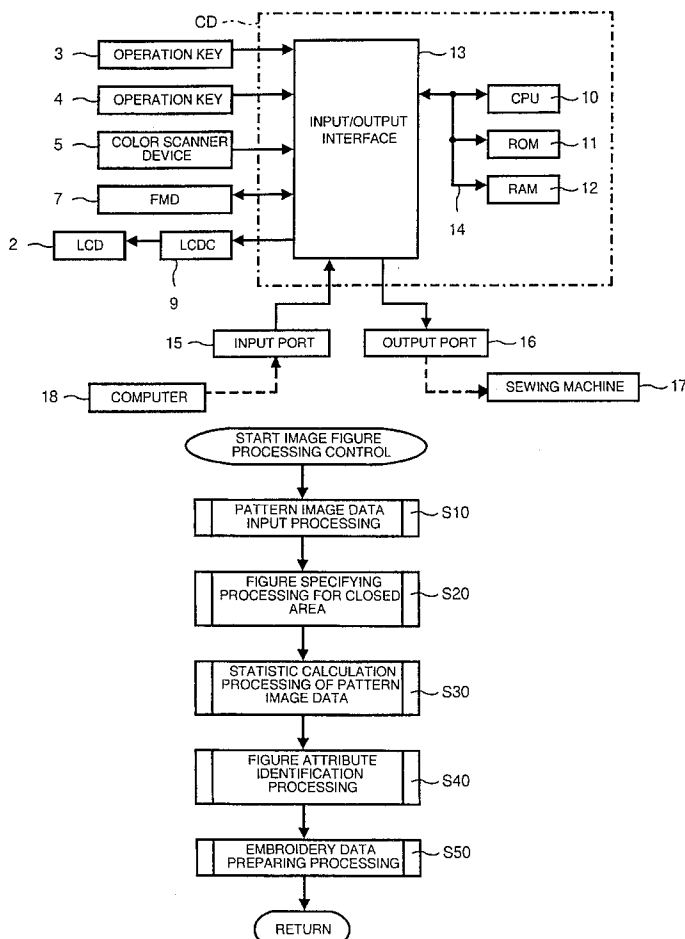 CD
3
OPERATION KEY
13
4
OPERATION KEY
CPU
10
5
COLOR SCANNER
DEVICE
INPUT/OUTPUT
INTERFACE
ROM
11
7
FMD
RAM
12
14
2
LCD
LCDC
9
15
INPUT PORT
OUTPUT PORT
16
18
COMPUTER
SEWING MACHINE
17
START IMAGE FIGURE
PROCESSING CONTROL
PATTERN IMAGE DATA
INPUT PROCESSING
S10
FIGURE SPECIFYING
PROCESSING FOR CLOSED
AREA
S20
STATISTIC CALCULATION
PROCESSING OF PATTERN
IMAGE DATA
S30
FIGURE ATTRIBUTE
IDENTIFICATION
PROCESSING
S40
EMBROIDERY DATA
PREPARING PROCESSING
S50
RETURN